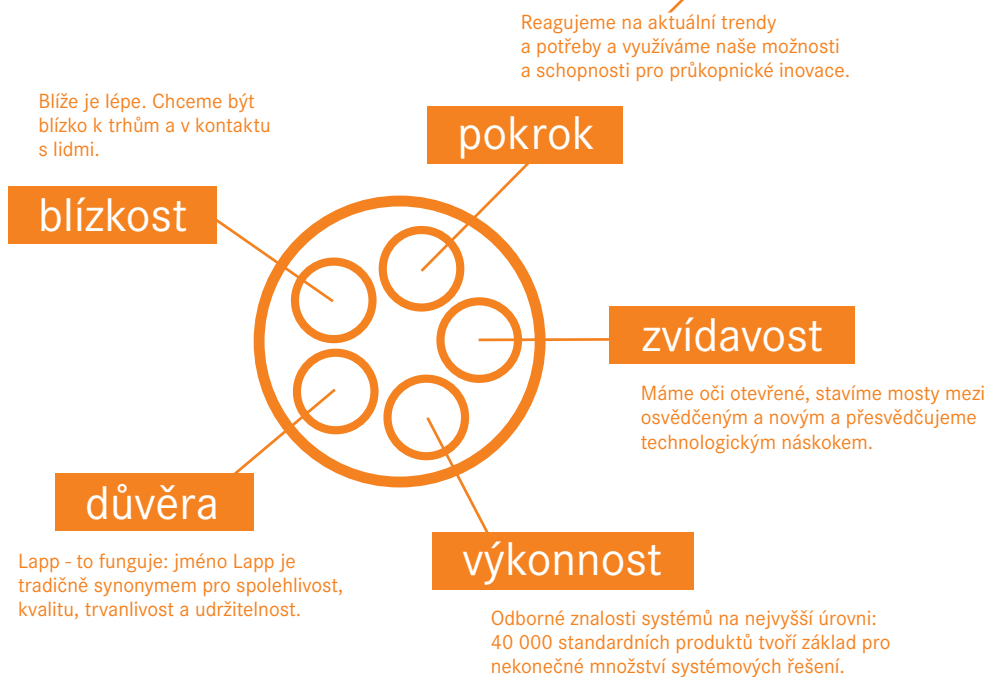 Reagujeme na aktuální trendy
a potřeby a využíváme naše možnosti
a schopnosti pro průkopnické inovace.
pokrok
Blíže je lépe. Chceme být
blízko k trhům a v kontaktu
s lidmi.
blízkost
zvídavost
Máme oči otevřené, stavíme mosty mezi
osvědčeným a novým a přesvědčujeme
technologickým náskokem.
důvěra
Lapp - to funguje: jméno Lapp je
tradičně synonymem pro spolehlivost,
kvalitu, trvanlivost a udržitelnost.
výkonnost
Odborné znalosti systémů na nejvyšší úrovni:
40 000 standardních produktů tvoří základ pro
nekonečné množství systémových řešení.